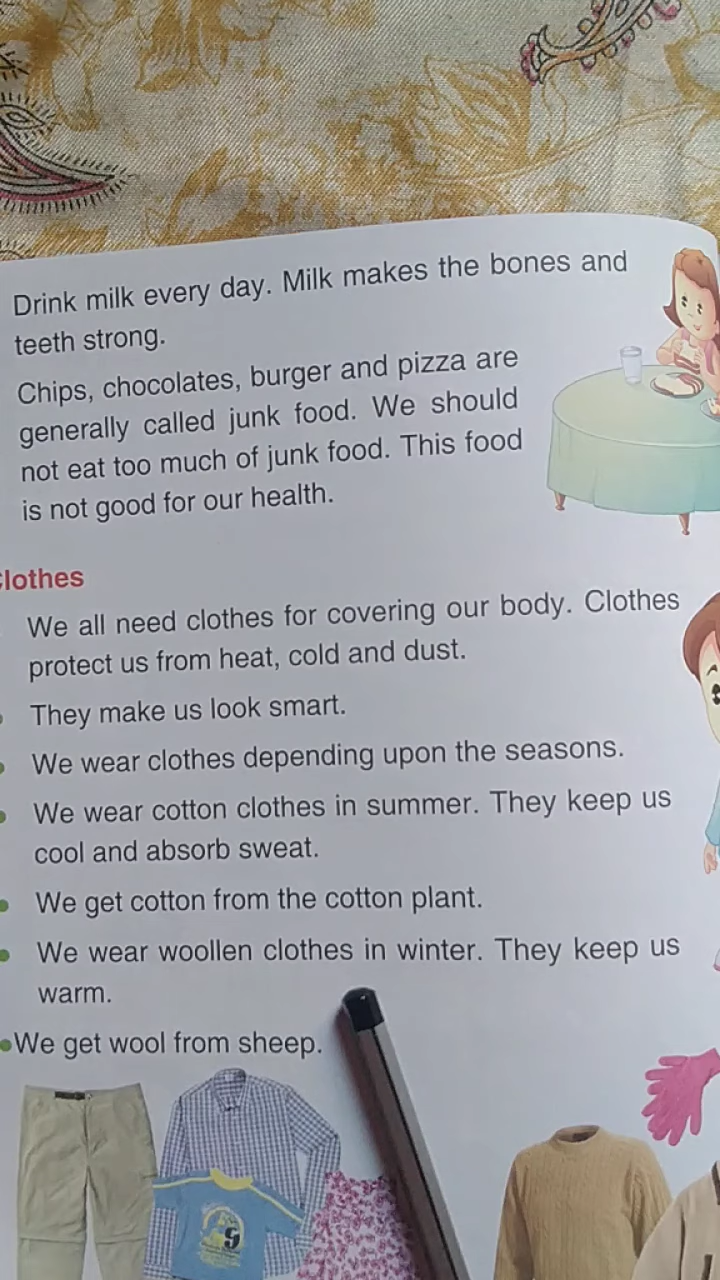 Drink milk every day. Milk makes the bones and
teeth strong.
Chips, chocolates, burger and pizza are
generally called junk food. We should
not eat too much of junk food. This food
is not good for our health.
Clothes
We all need clothes for covering our body. Clothes
protect us from heat, cold and dust.
They make us look smart.
We wear clothes depending upon the seasons.
We wear cotton clothes in summer. They keep us
cool and absorb sweat.
We get cotton from the cotton plant.
We wear woollen clothes in winter. They keep us
warm.
We get wool from sheep.
9